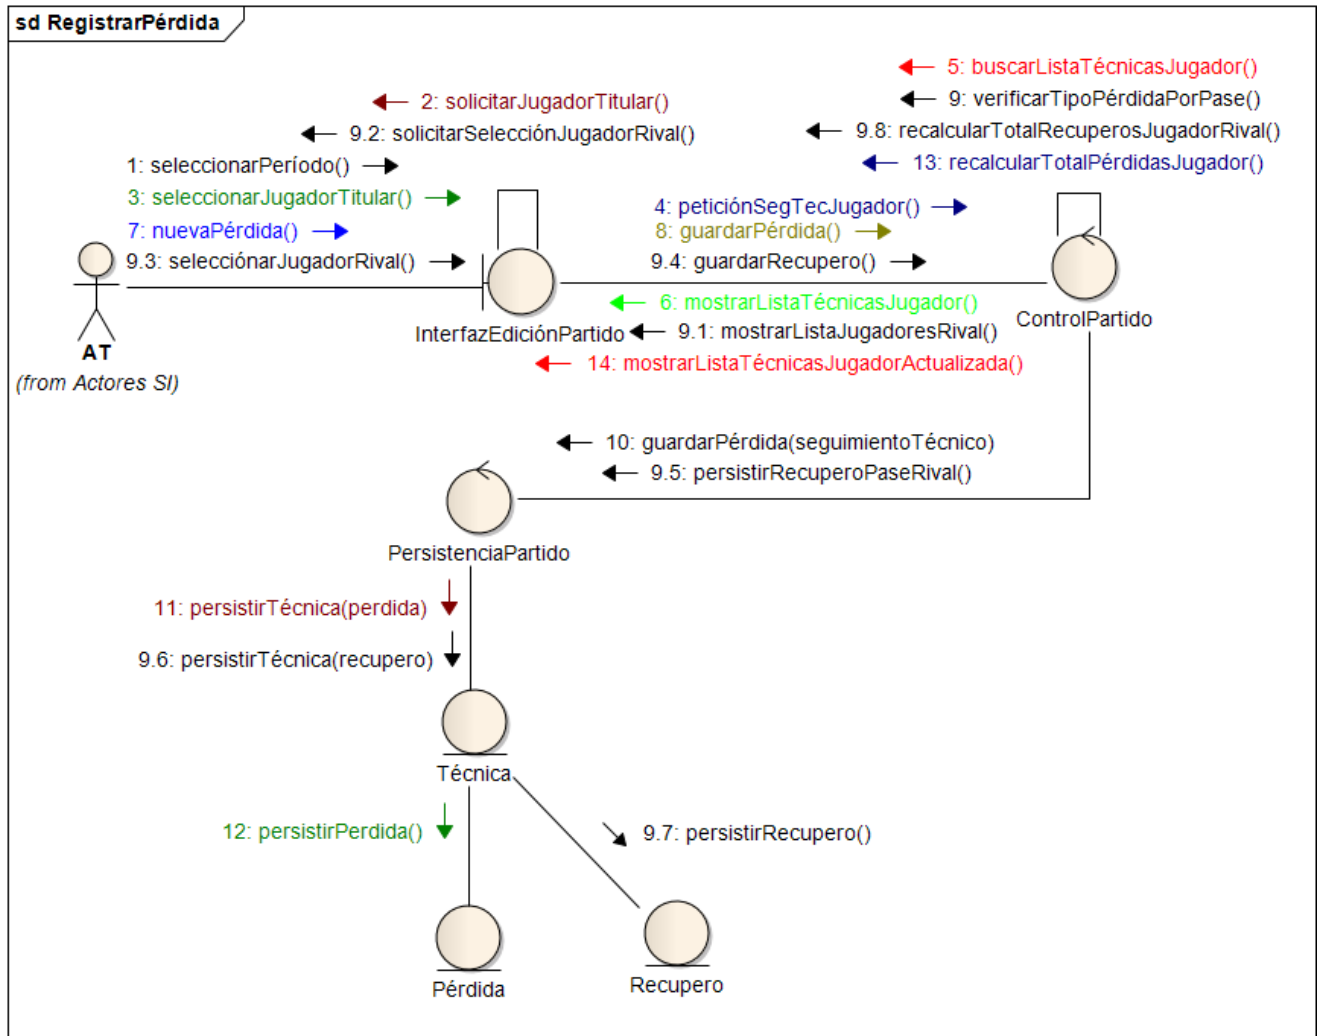 sd RegistrarPérdida
5: buscarListaTécnicasJugador()
2: solicitarJugadorTitular()
9: verificarTipoPérdidaPorPase()
9.2: solicitarSelecciónJugadorRival()
9.8: recalcularTotalRecuperosJugadorRival()
1: seleccionarPeríodo()
13: recalcularTotalPérdidasJugador()
3: seleccionarJugadorTitular()
4: peticiónSegTecJugador()
7: nuevaPérdida()
8: guardarPérdida()
9.3: selecciónarJugadorRival()
9.4: guardarRecupero()
6: mostrarListaTécnicasJugador()
ControlPartido
InterfazEdiciónPartido
9.1: mostrarListaJugadoresRival()
AT
14: mostrarListaTécnicasJugadorActualizada()
(from Actores SI)
10: guardarPérdida(seguimientoTécnico)
9.5: persistirRecuperoPaseRival()
PersistenciaPartido
11: persistirTécnica(perdida)
9.6: persistirTécnica(recupero)
Técnica
12: persistirPerdida()
9.7: persistirRecupero()
Pérdida
Recupero